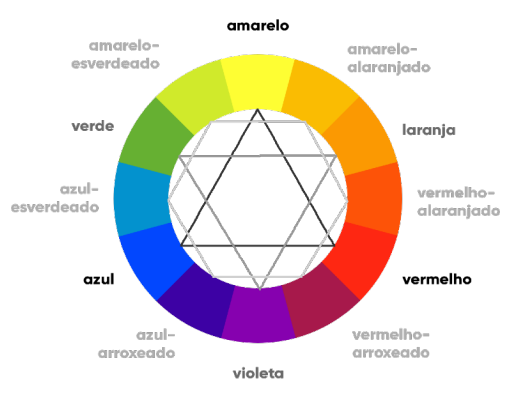 amarelo
amarelo-
esverdeado
amarelo-
alaranjado
verde
laranja
azul-
esverdeado
vermelho-
alaranjado
azul
vermelho
azul-
arroxeado
vermelho-
arroxeado
violeta